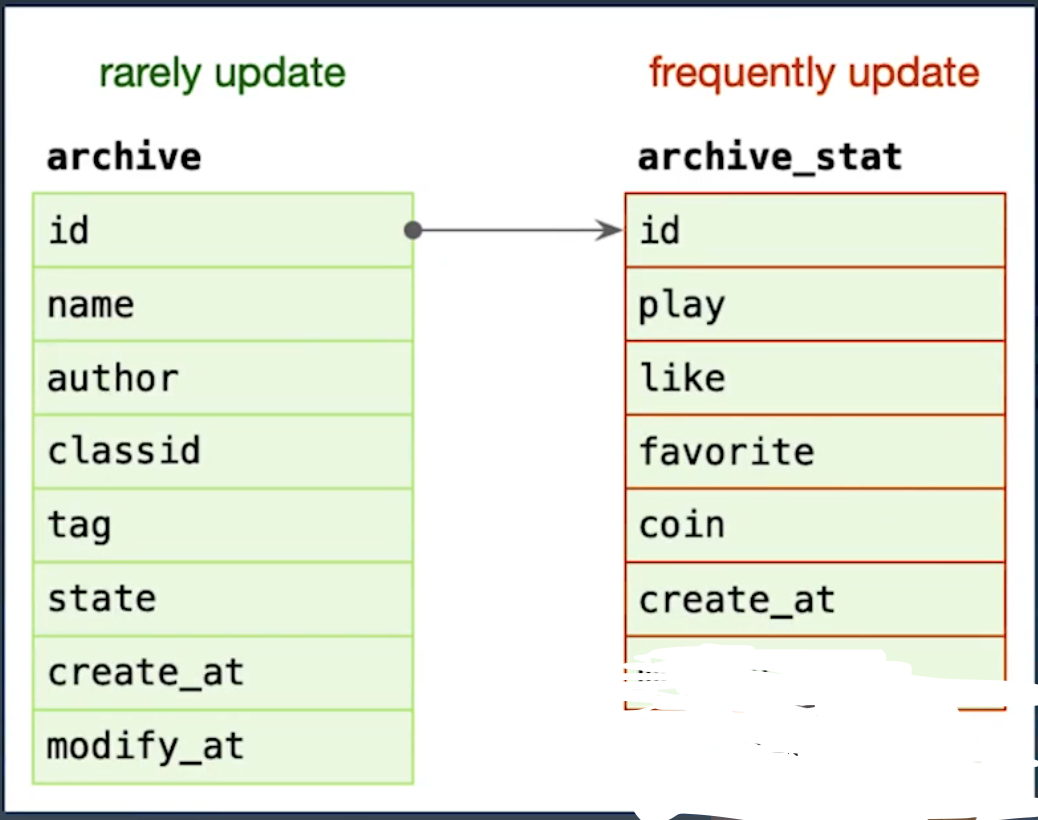 rarely update
frequently update
archive
archive_stat
id
name
author
classid
tag
state
create_at
modify_at
id
play
like
favorite
coin
create_at